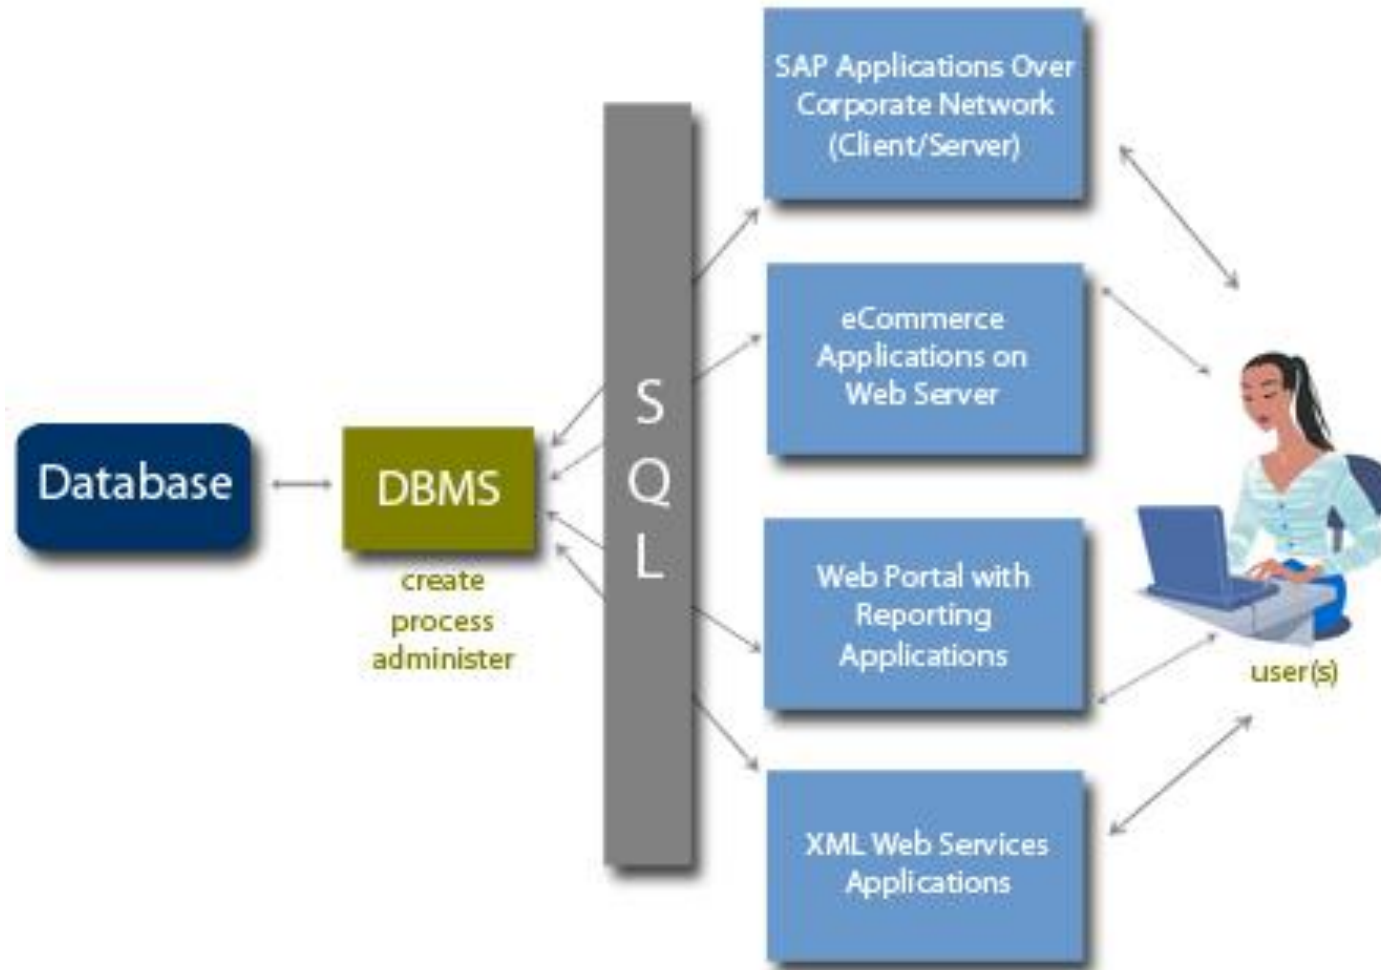 Database
DBMS
create
process
administer
S
Q
L
SAP Applications Over
Corporate Network
(Client/Server)
eCommerce
Applications on
Web Server
Web Portal with
Reporting
Applications
XML Web Services
Applications
user(s)